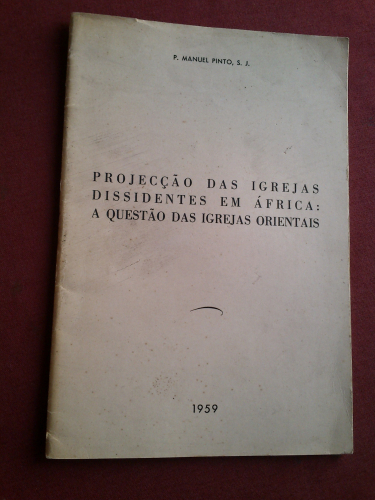 P. MANUEL PINTO, S. J.
PROJECÇÃO DAS IGREJAS
DISSIDENTES EM ÁFRICA:
A QUESTÃO DAS IGREJAS ORIENTAIS
1959